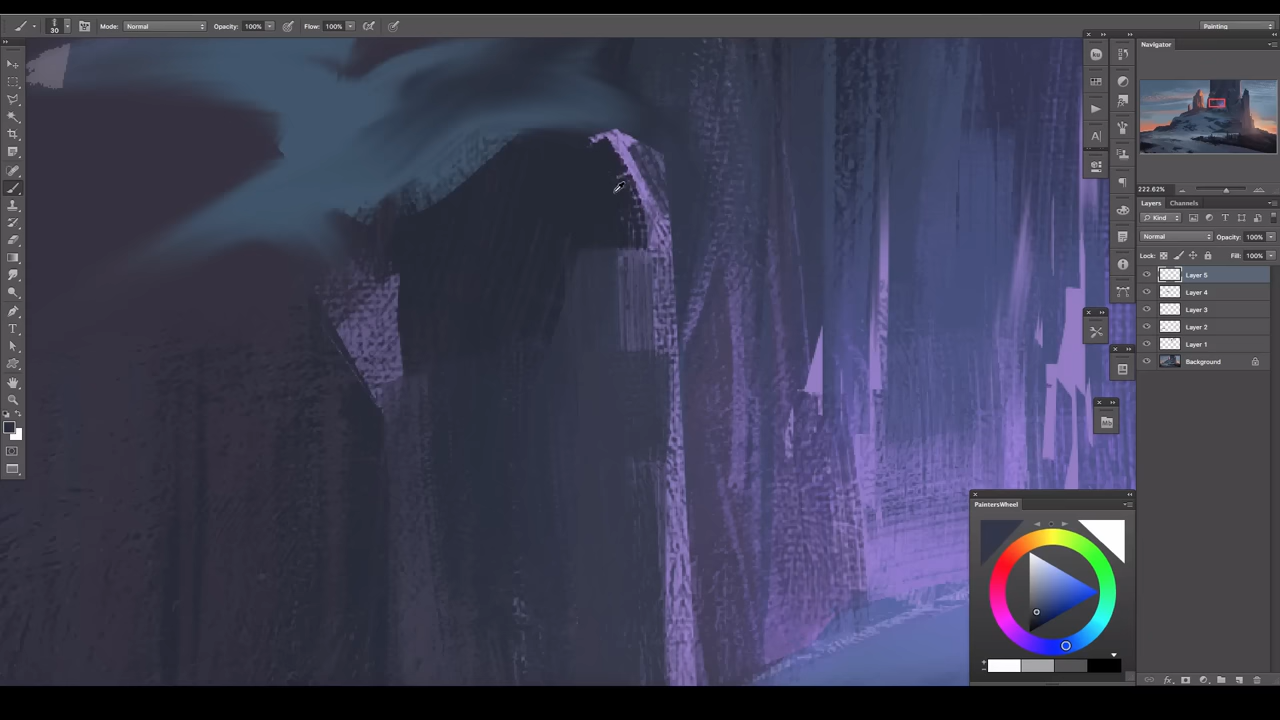 30 Mode: Normal Opacity: 100% Flow: 100% Painting
Navigator
222.62%
Layers Channels
Kind
Normal Opacity: 100%
Lock: Fill: 100%
Layer 5
Layer 4
Layer 3
Layer 2
Layer 1
Background
PaintersWheel